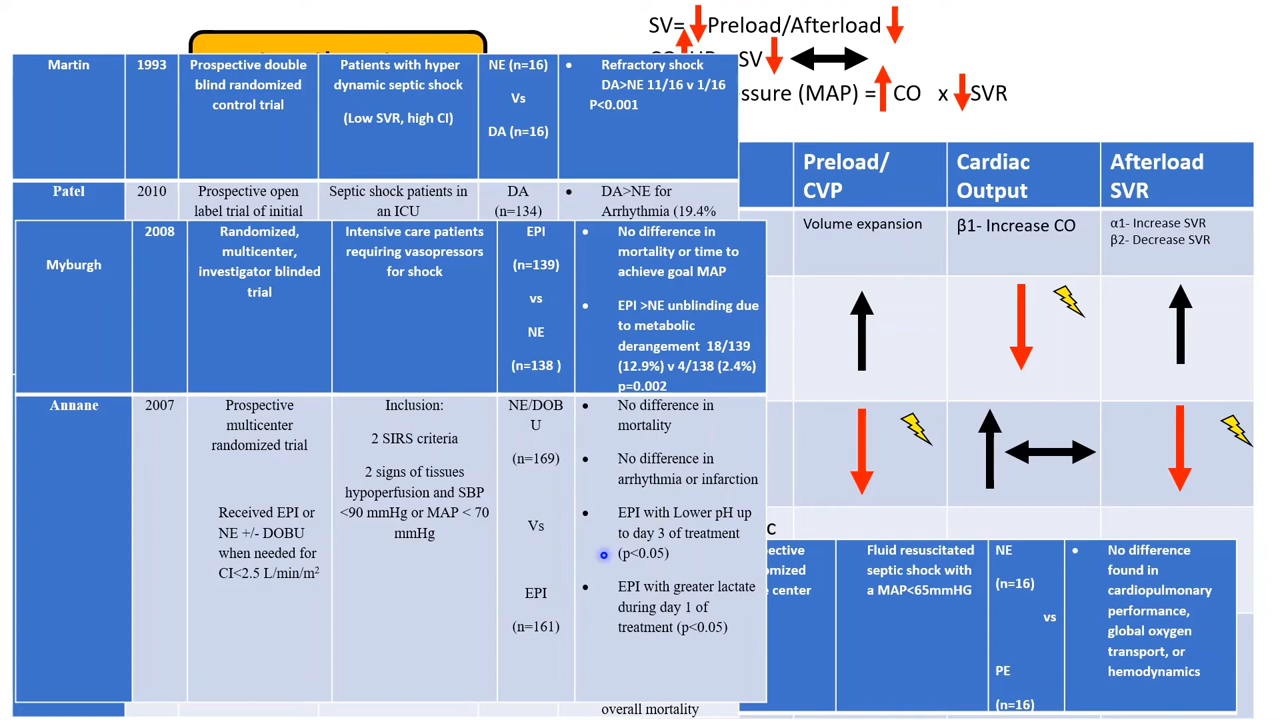 SV= Preload/Afterload
SV
ssure (MAP) = CO x SVR
Martin
1993
Prospective double
blind randomized
control trial
Patients with hyper
dynamic septic shock
(Low SVR, high CI)
NE (n=16)
Vs
DA (n=16)
• Refractory shock
DA>NE 11/16 v 1/16
P<0.001
Patel
2010
Prospective open
label trial of initial
Septic shock patients in
an ICU
DA
(n=134)
• DA>NE for
Arrhythmia (19.4%
Myburgh
2008
Randomized,
multicenter,
investigator blinded
trial
Intensive care patients
requiring vasopressors
for shock
EPI
(n=139)
vs
NE
(n=138 )
• No difference in
mortality or time to
achieve goal MAP
• EPI >NE unblinding due
to metabolic
derangement 18/139
(12.9%) v 4/138 (2.4%)
p=0.002
Annane
2007
Prospective
multicenter
randomized trial
Received EPI or
NE +/- DOBU
when needed for
CI<2.5 L/min/m²
Inclusion:
2 SIRS criteria
2 signs of tissues
hypoperfusion and SBP
<90 mmHg or MAP < 70
mmHg
NE/DOB
U
(n=169)
Vs
EPI
(n=161)
• No difference in
mortality
• No difference in
arrhythmia or infarction
• EPI with Lower pH up
to day 3 of treatment
(p<0.05)
• EPI with greater lactate
during day 1 of
treatment (p<0.05)
overall mortality
Preload/
CVP
Cardiac
Output
Afterload
SVR
Volume expansion
β1- Increase CO
α1- Increase SVR
β2- Decrease SVR
c
pective
omized
center
Fluid resuscitated
septic shock with
a MAP<65mmHG
NE
(n=16)
vs
PE
(n=16)
• No difference
found in
cardiopulmonary
performance,
global oxygen
transport, or
hemodynamics